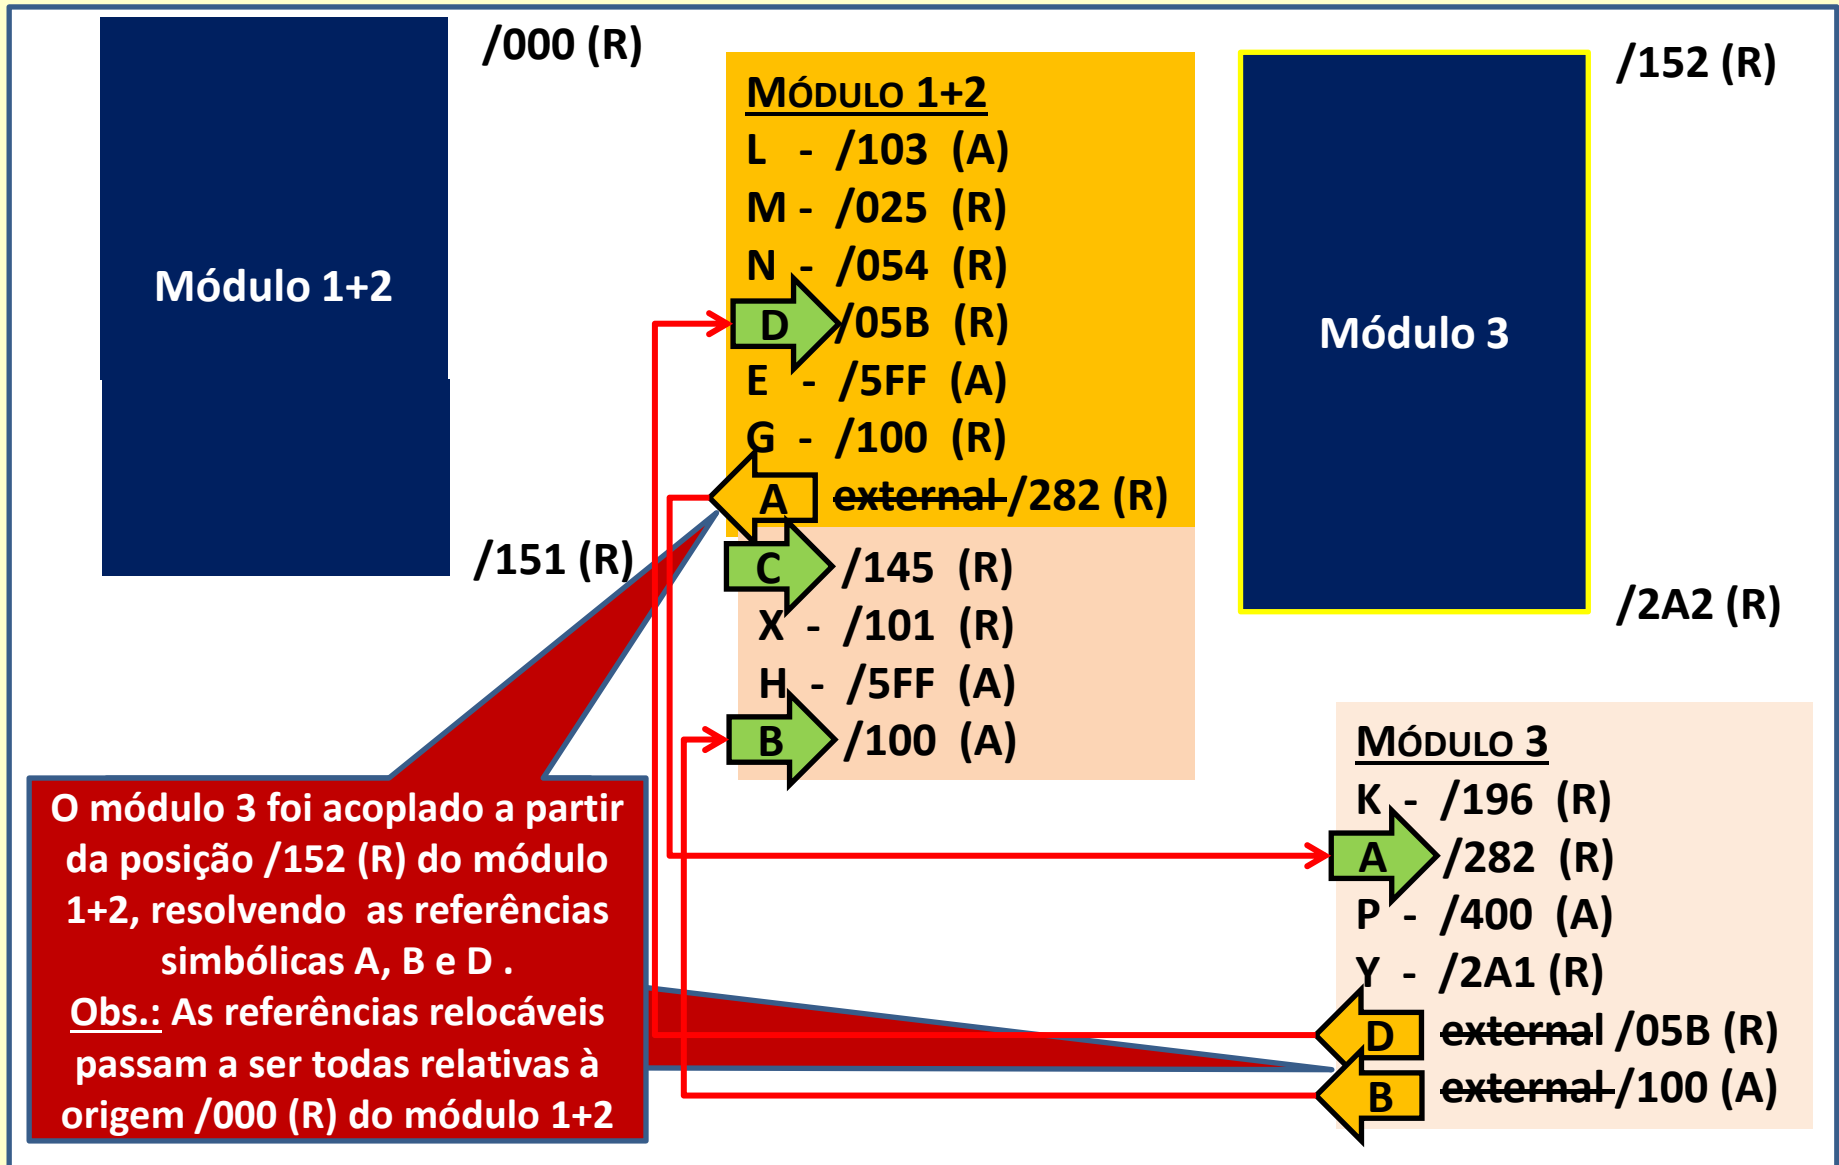 /000 (R)
Módulo 1+2
/151 (R)
MÓDULO 1+2
L - /103 (A)
M - /025 (R)
N - /054 (R)
D /05B (R)
E - /5FF (A)
G - /100 (R)
A external /282 (R)
C /145 (R)
X - /101 (R)
H - /5FF (A)
B /100 (A)
/152 (R)
Módulo 3
/2A2 (R)
MÓDULO 3
K - /196 (R)
A /282 (R)
P - /400 (A)
Y - /2A1 (R)
D external /05B (R)
B external /100 (A)
O módulo 3 foi acoplado a partir
da posição /152 (R) do módulo
1+2, resolvendo as referências
simbólicas A, B e D .
Obs.: As referências relocáveis
passam a ser todas relativas à
origem /000 (R) do módulo 1+2